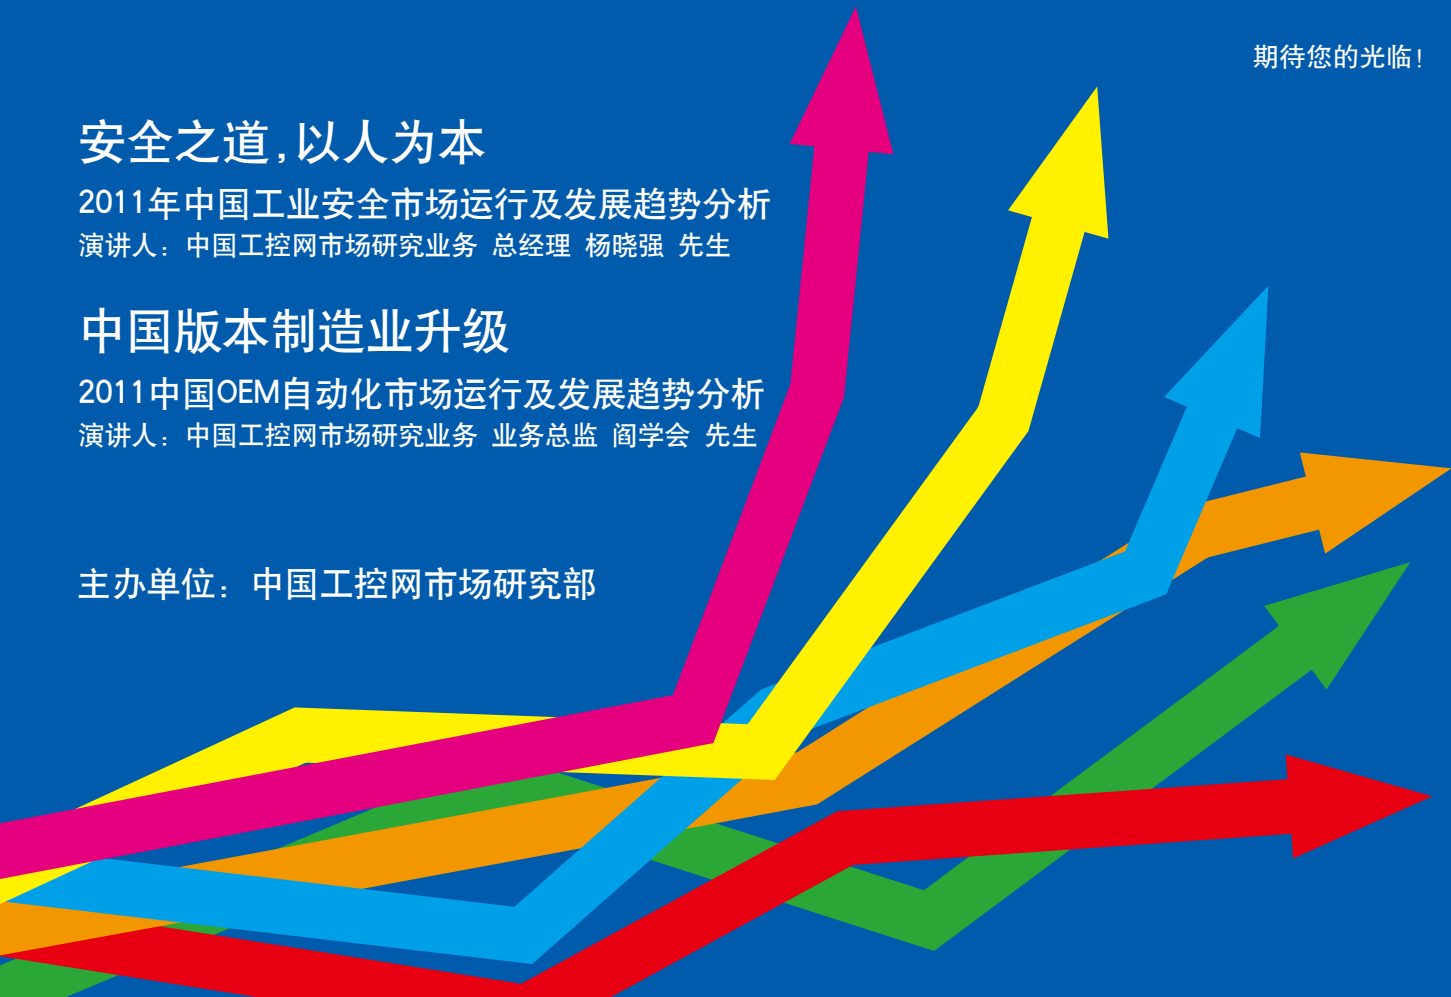 期待您的光临!
安全之道,以人为本
2011年中国工业安全市场运行及发展趋势分析
演讲人：中国工控网市场研究业务 总经理 杨晓强 先生
中国版本制造业升级
2011中国OEM自动化市场运行及发展趋势分析
演讲人：中国工控网市场研究业务 业务总监 阎学会 先生
主办单位：中国工控网市场研究部